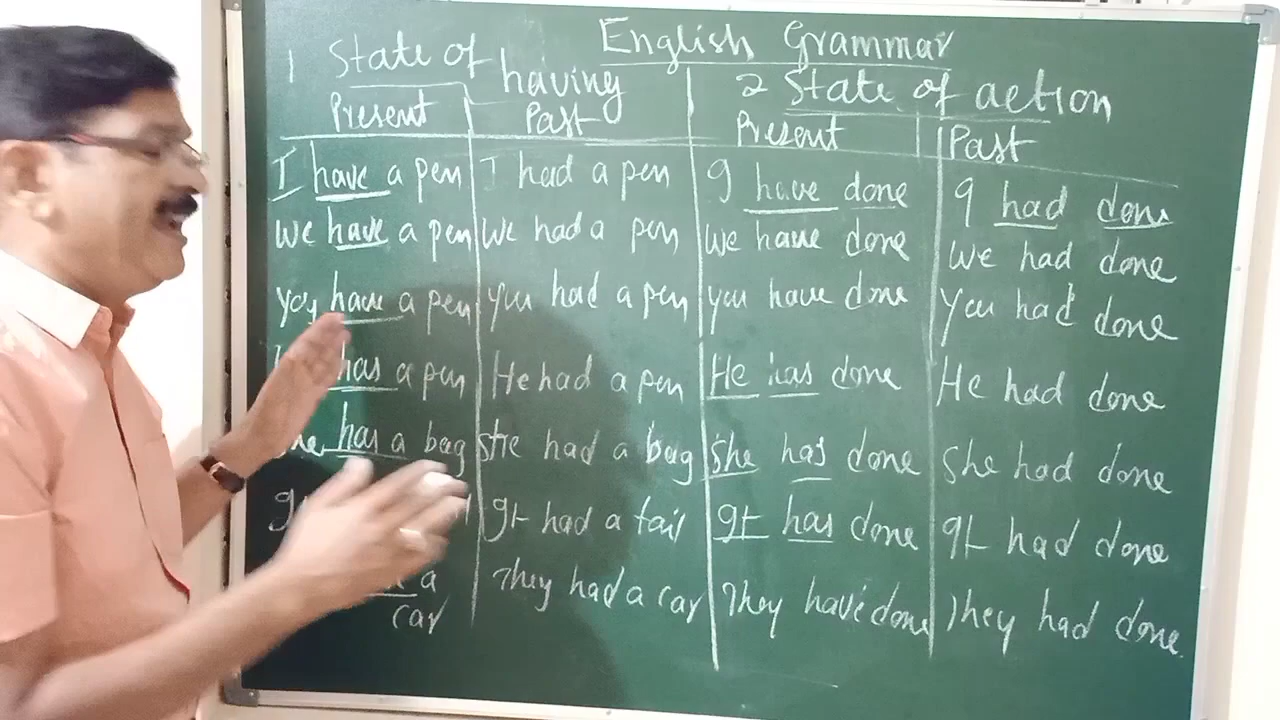 English Grammar
1 State of having
2 State of action
Present Past Present Past
I have a pen I had a pen I have done I had done
We have a pen We had a pen We have done We had done
you have a pen you had a pen you have done you had done
has a pen He had a pen He has done He had done
has a bag She had a bag She has done She had done
It had a tail It has done It had done
a car They had a car They have done They had done.